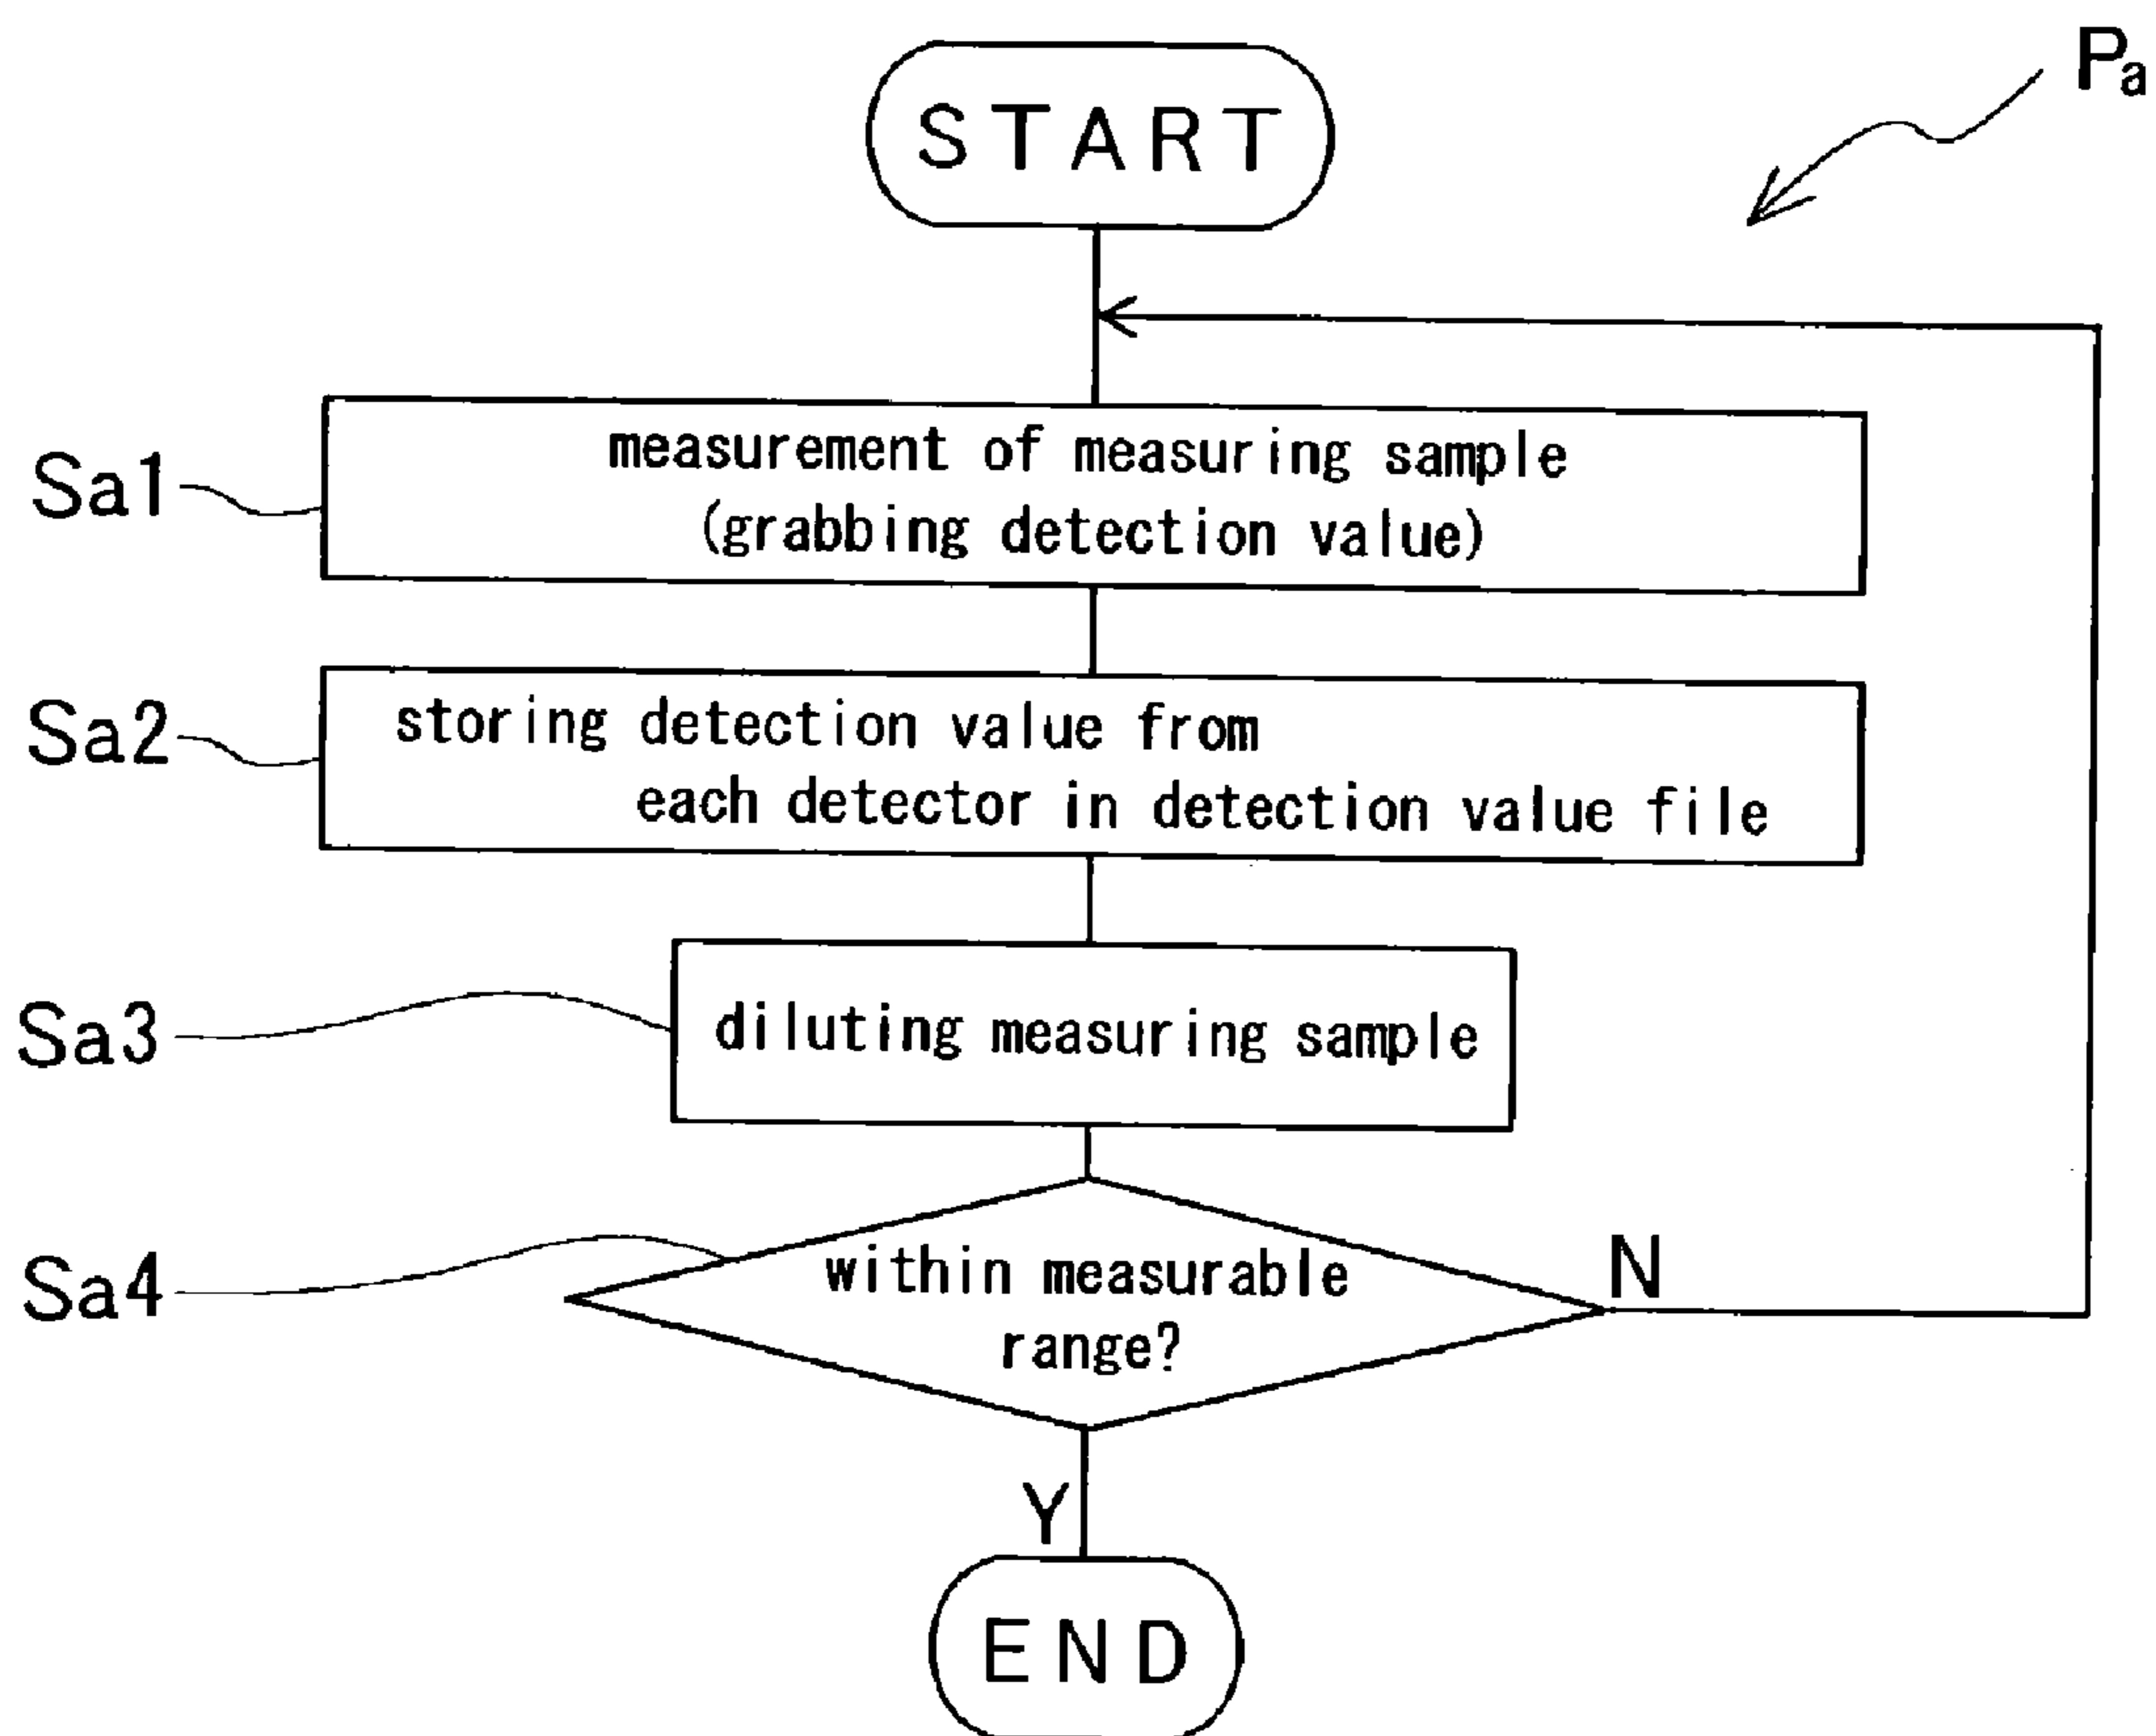 Pa
START
Sa1
measurement of measuring sample
(grabbing detection value)
Sa2
storing detection value from
each detector in detection value file
Sa3
diluting measuring sample
Sa4
within measurable
range?
N
Y
END